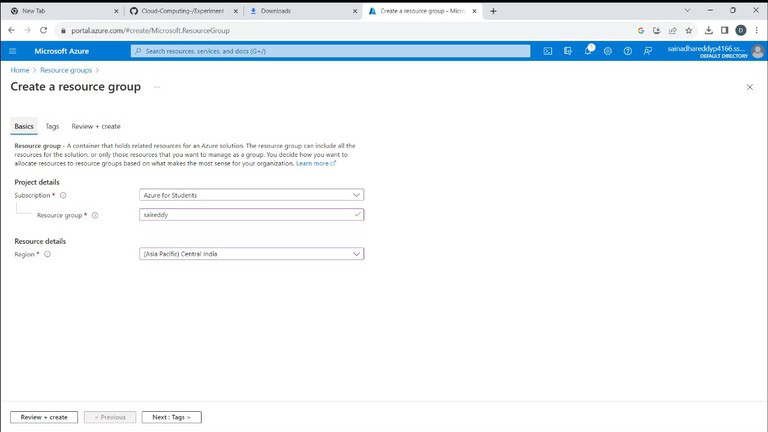 New Tab
Cloud-Computing-/Experiment
Downloads
Create a resource group - Micro
portal.azure.com/#create/Microsoft.ResourceGroup
Microsoft Azure
Search resources, services, and docs (G+/)
1
sainadhareddyp4166.ss...
DEFAULT DIRECTORY
Home > Resource groups >
Create a resource group ...
Basics Tags Review + create
Resource group - A container that holds related resources for an Azure solution. The resource group can include all the
resources for the solution, or only those resources that you want to manage as a group. You decide how you want to
allocate resources to resource groups based on what makes the most sense for your organization. Learn more
Project details
Subscription * Azure for Students
Resource group * saireddy
Resource details
Region * (Asia Pacific) Central India
Review + create < Previous Next : Tags >